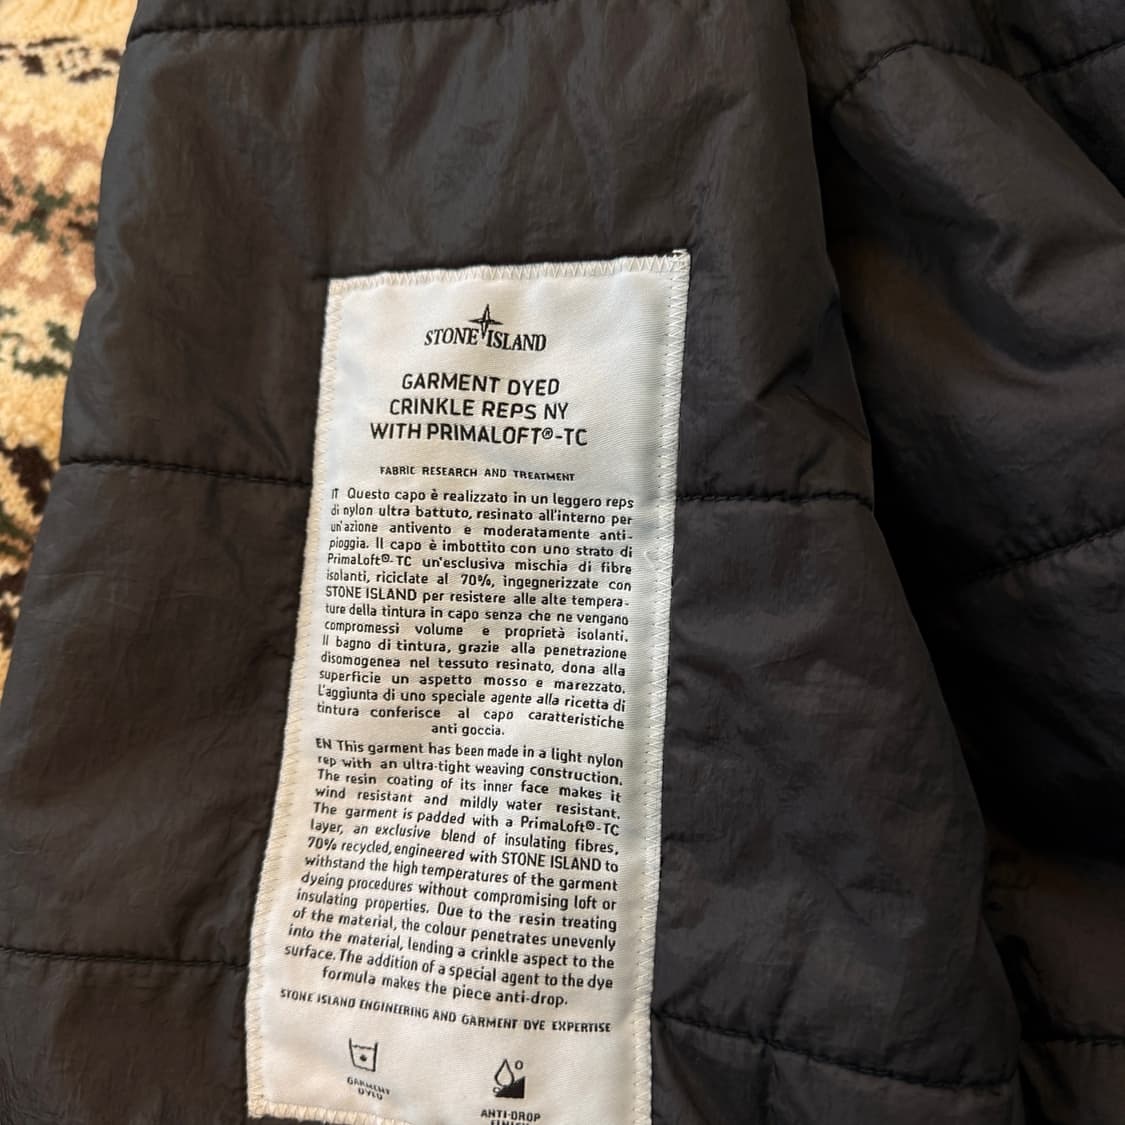 STONE ISLAND
GARMENT DYED
CRINKLE REPS NY
WITH PRIMALOFT®-TC
FABRIC RESEARCH AND TREATMENT
IT Questo capo è realizzato in un leggero reps
di nylon ultra battuto, resinato all'interno per
un'azione antivento e moderatamente anti-
pioggia. Il capo è imbottito con uno strato di
PrimaLoft®-TC un'esclusiva mischia di fibre
isolanti, riciclate al 70%, ingegnerizzate con
STONE ISLAND per resistere alle alte tempera-
ture della tintura in capo senza che ne vengano
compromessi volume e proprietà isolanti.
Il bagno di tintura, grazie alla penetrazione
disomogenea nel tessuto resinato, dona alla
superficie un aspetto mosso e marezzato.
L'aggiunta di uno speciale agente alla ricetta di
tintura conferisce al capo caratteristiche
anti goccia.
EN This garment has been made in a light nylon
rep with an ultra-tight weaving construction.
The resin coating of its inner face makes it
wind resistant and mildly water resistant.
The garment is padded with a PrimaLoft®-TC
layer, an exclusive blend of insulating fibres,
70% recycled, engineered with STONE ISLAND to
withstand the high temperatures of the garment
dyeing procedures without compromising loft or
insulating properties. Due to the resin treating
of the material, the colour penetrates unevenly
into the material, lending a crinkle aspect to the
surface. The addition of a special agent to the dye
formula makes the piece anti-drop.
STONE ISLAND ENGINEERING AND GARMENT DYE EXPERTISE
GARMENT
DYED
ANTI-DROP